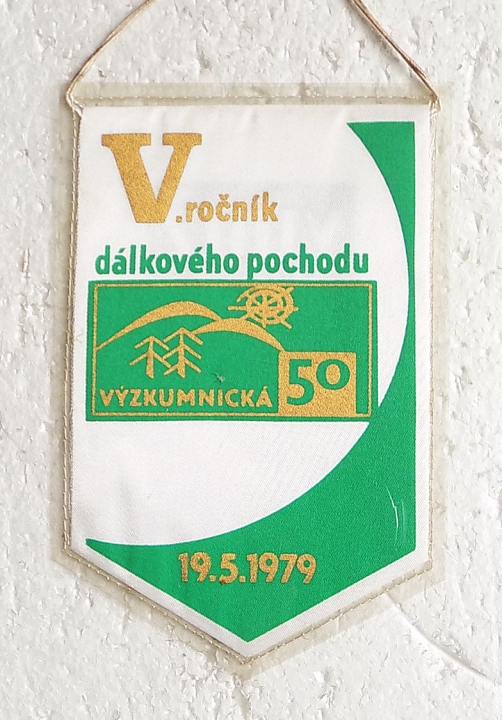 V.ročník
dálkového pochodu
VÝZKUMNICKÁ 50
19.5.1979